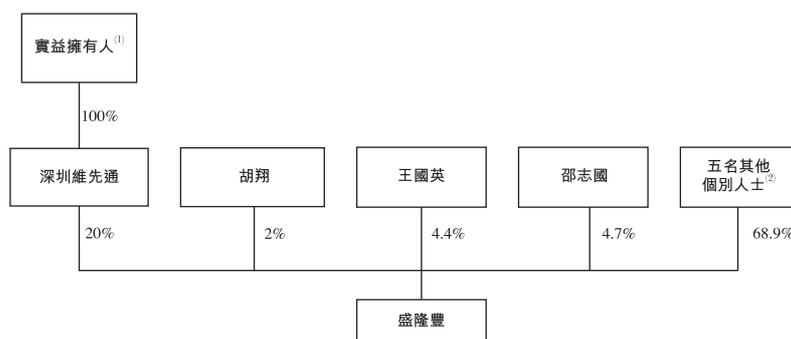 實益擁有人(1)
100%
深圳維先通
胡翔
王國英
邵志國
五名其他
個別人士(2)
20%
2%
4.4%
4.7%
68.9%
盛隆豐